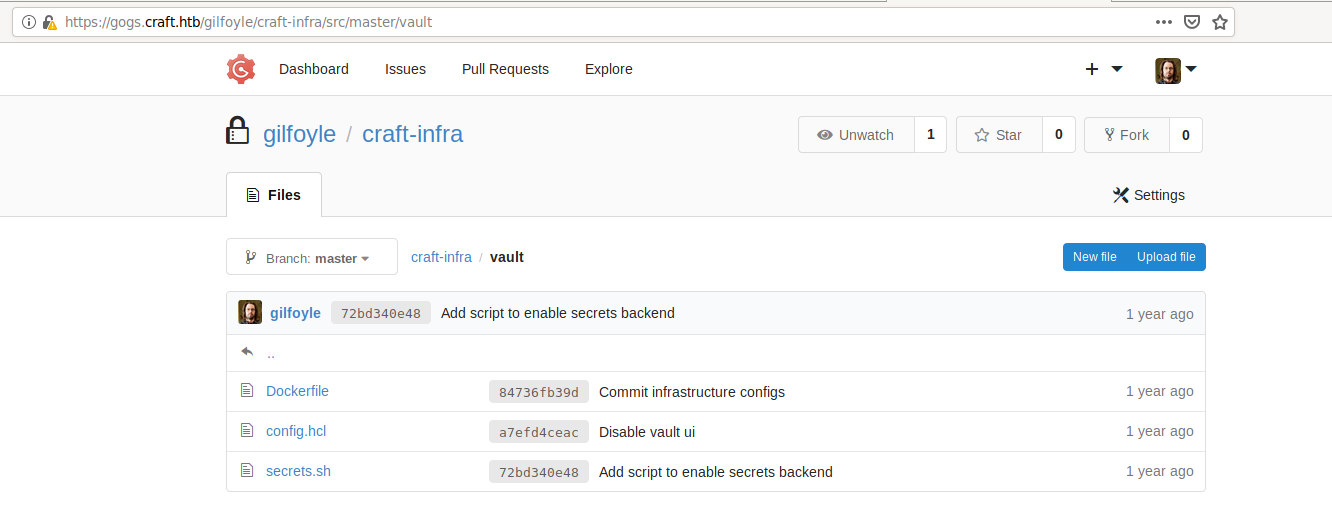 https://gogs.craft.htb/gilfoyle/craft-infra/src/master/vault
Dashboard Issues Pull Requests Explore
gilfoyle / craft-infra Unwatch 1 Star 0 Fork 0
Files Settings
Branch: master craft-infra / vault New file Upload file
gilfoyle 72bd340e48 Add script to enable secrets backend 1 year ago
..
Dockerfile 84736fb39d Commit infrastructure configs 1 year ago
config.hcl a7efd4ceac Disable vault ui 1 year ago
secrets.sh 72bd340e48 Add script to enable secrets backend 1 year ago